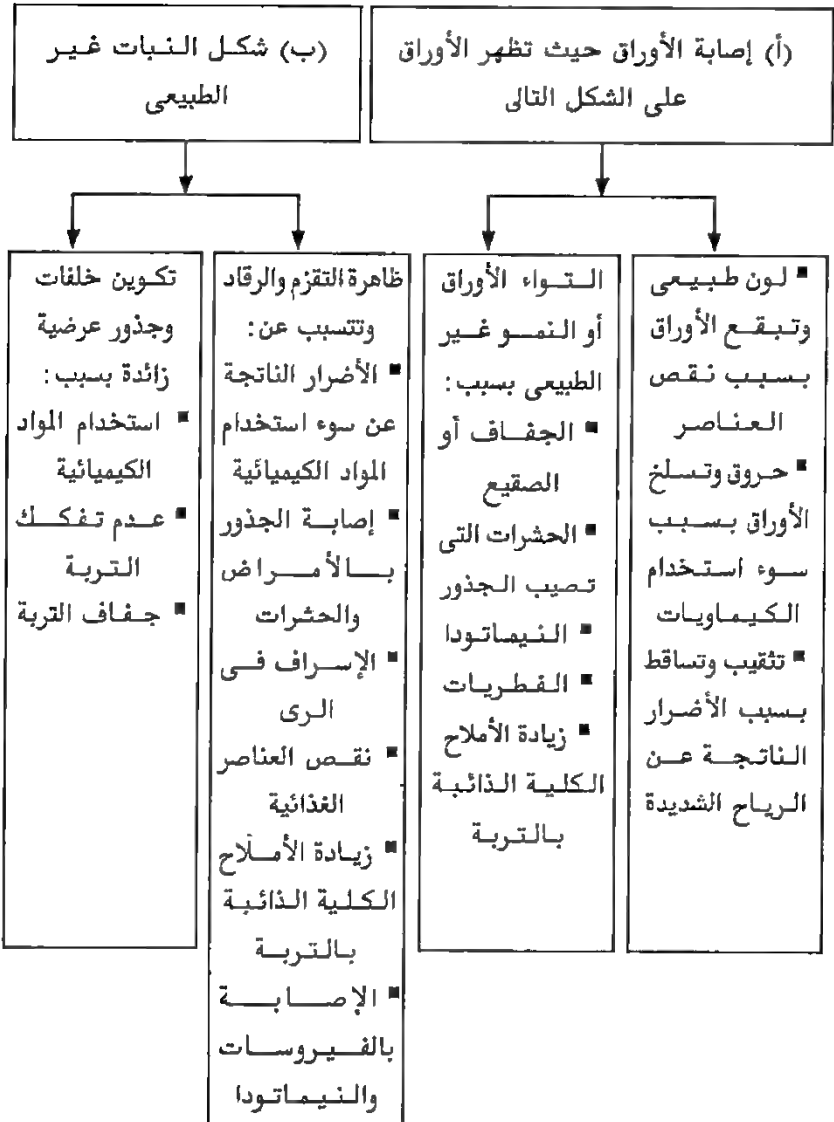 (أ) إصابة الأوراق حيث تظهر الأوراق
على الشكل التالى
(ب) شكل النبات غير
الطبيعى
■ لون طبيعى
وتبقع الأوراق
بسبب نقص
العناصر
■ حروق وتسلخ
الأوراق بسبب
سوء استخدام
الكيماويات
■ تثقيب وتساقط
بسبب الأضرار
الناتجة عن
الرياح الشديدة
التواء الأوراق
أو النمو غير
الطبيعى بسبب:
■ الجفاف أو
الصقيع
■ الحشرات التى
تصيب الجذور
■ النيماتودا
■ الفطريات
■ زيادة الأملاح
الكلية الذائبة
بالتربة
ظاهرة التقزم والرقاد
وتتسبب عن:
■ الأضرار الناتجة
عن سوء استخدام
المواد الكيميائية
■ إصابة الجذور
بالأمراض
والحشرات
■ الإسراف فى
الرى
■ نقص العناصر
الغذائية
■ زيادة الأملاح
الكلية الذائبة
بالتربة
■ الإصابة
بالفيروسات
والنيماتودا
تكوين خلفات
وجذور عرضية
زائدة بسبب:
■ استخدام المواد
الكيميائية
■ عدم تفكك
التربة
■ جفاف التربة